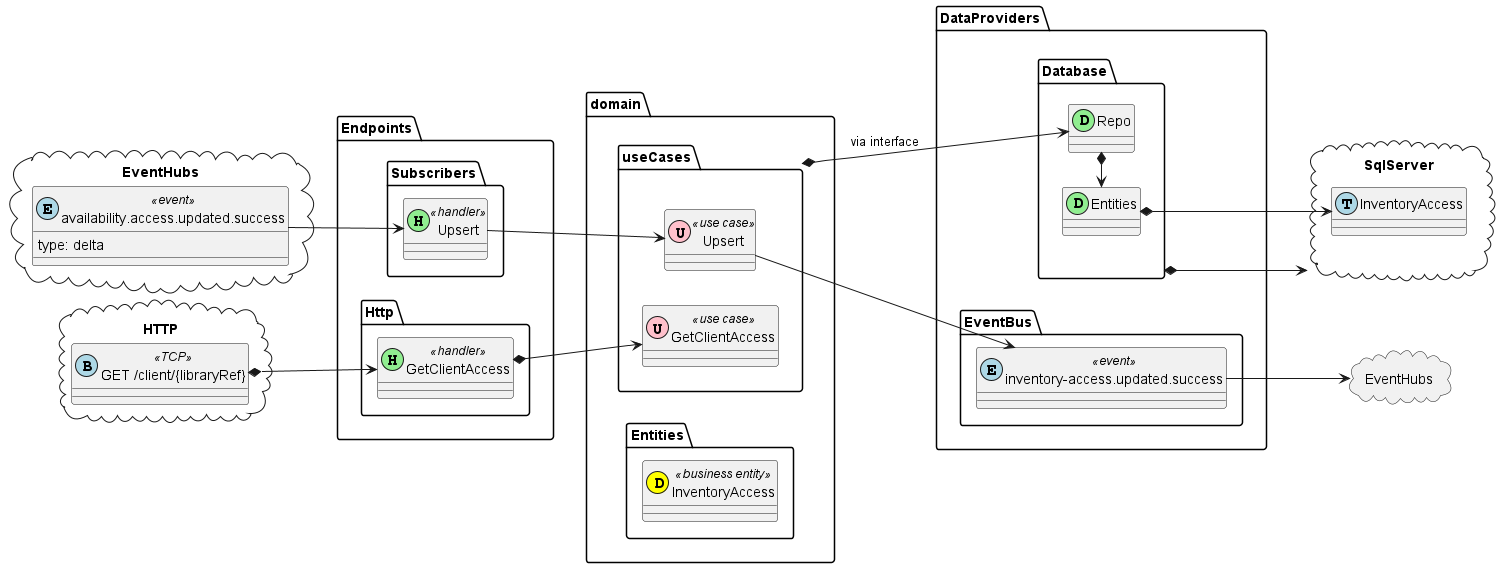 EventHubs
E
«event»
availability.access.updated.success
type: delta
HTTP
B
«TCP»
GET /client/{libraryRef}
Endpoints
Subscribers
H
«handler»
Upsert
Http
H
«handler»
GetClientAccess
domain
useCases
U
«use case»
Upsert
U
«use case»
GetClientAccess
Entities
D
«business entity»
InventoryAccess
via interface
DataProviders
Database
D Repo
D Entities
EventBus
E
«event»
inventory-access.updated.success
SqlServer
T InventoryAccess
EventHubs